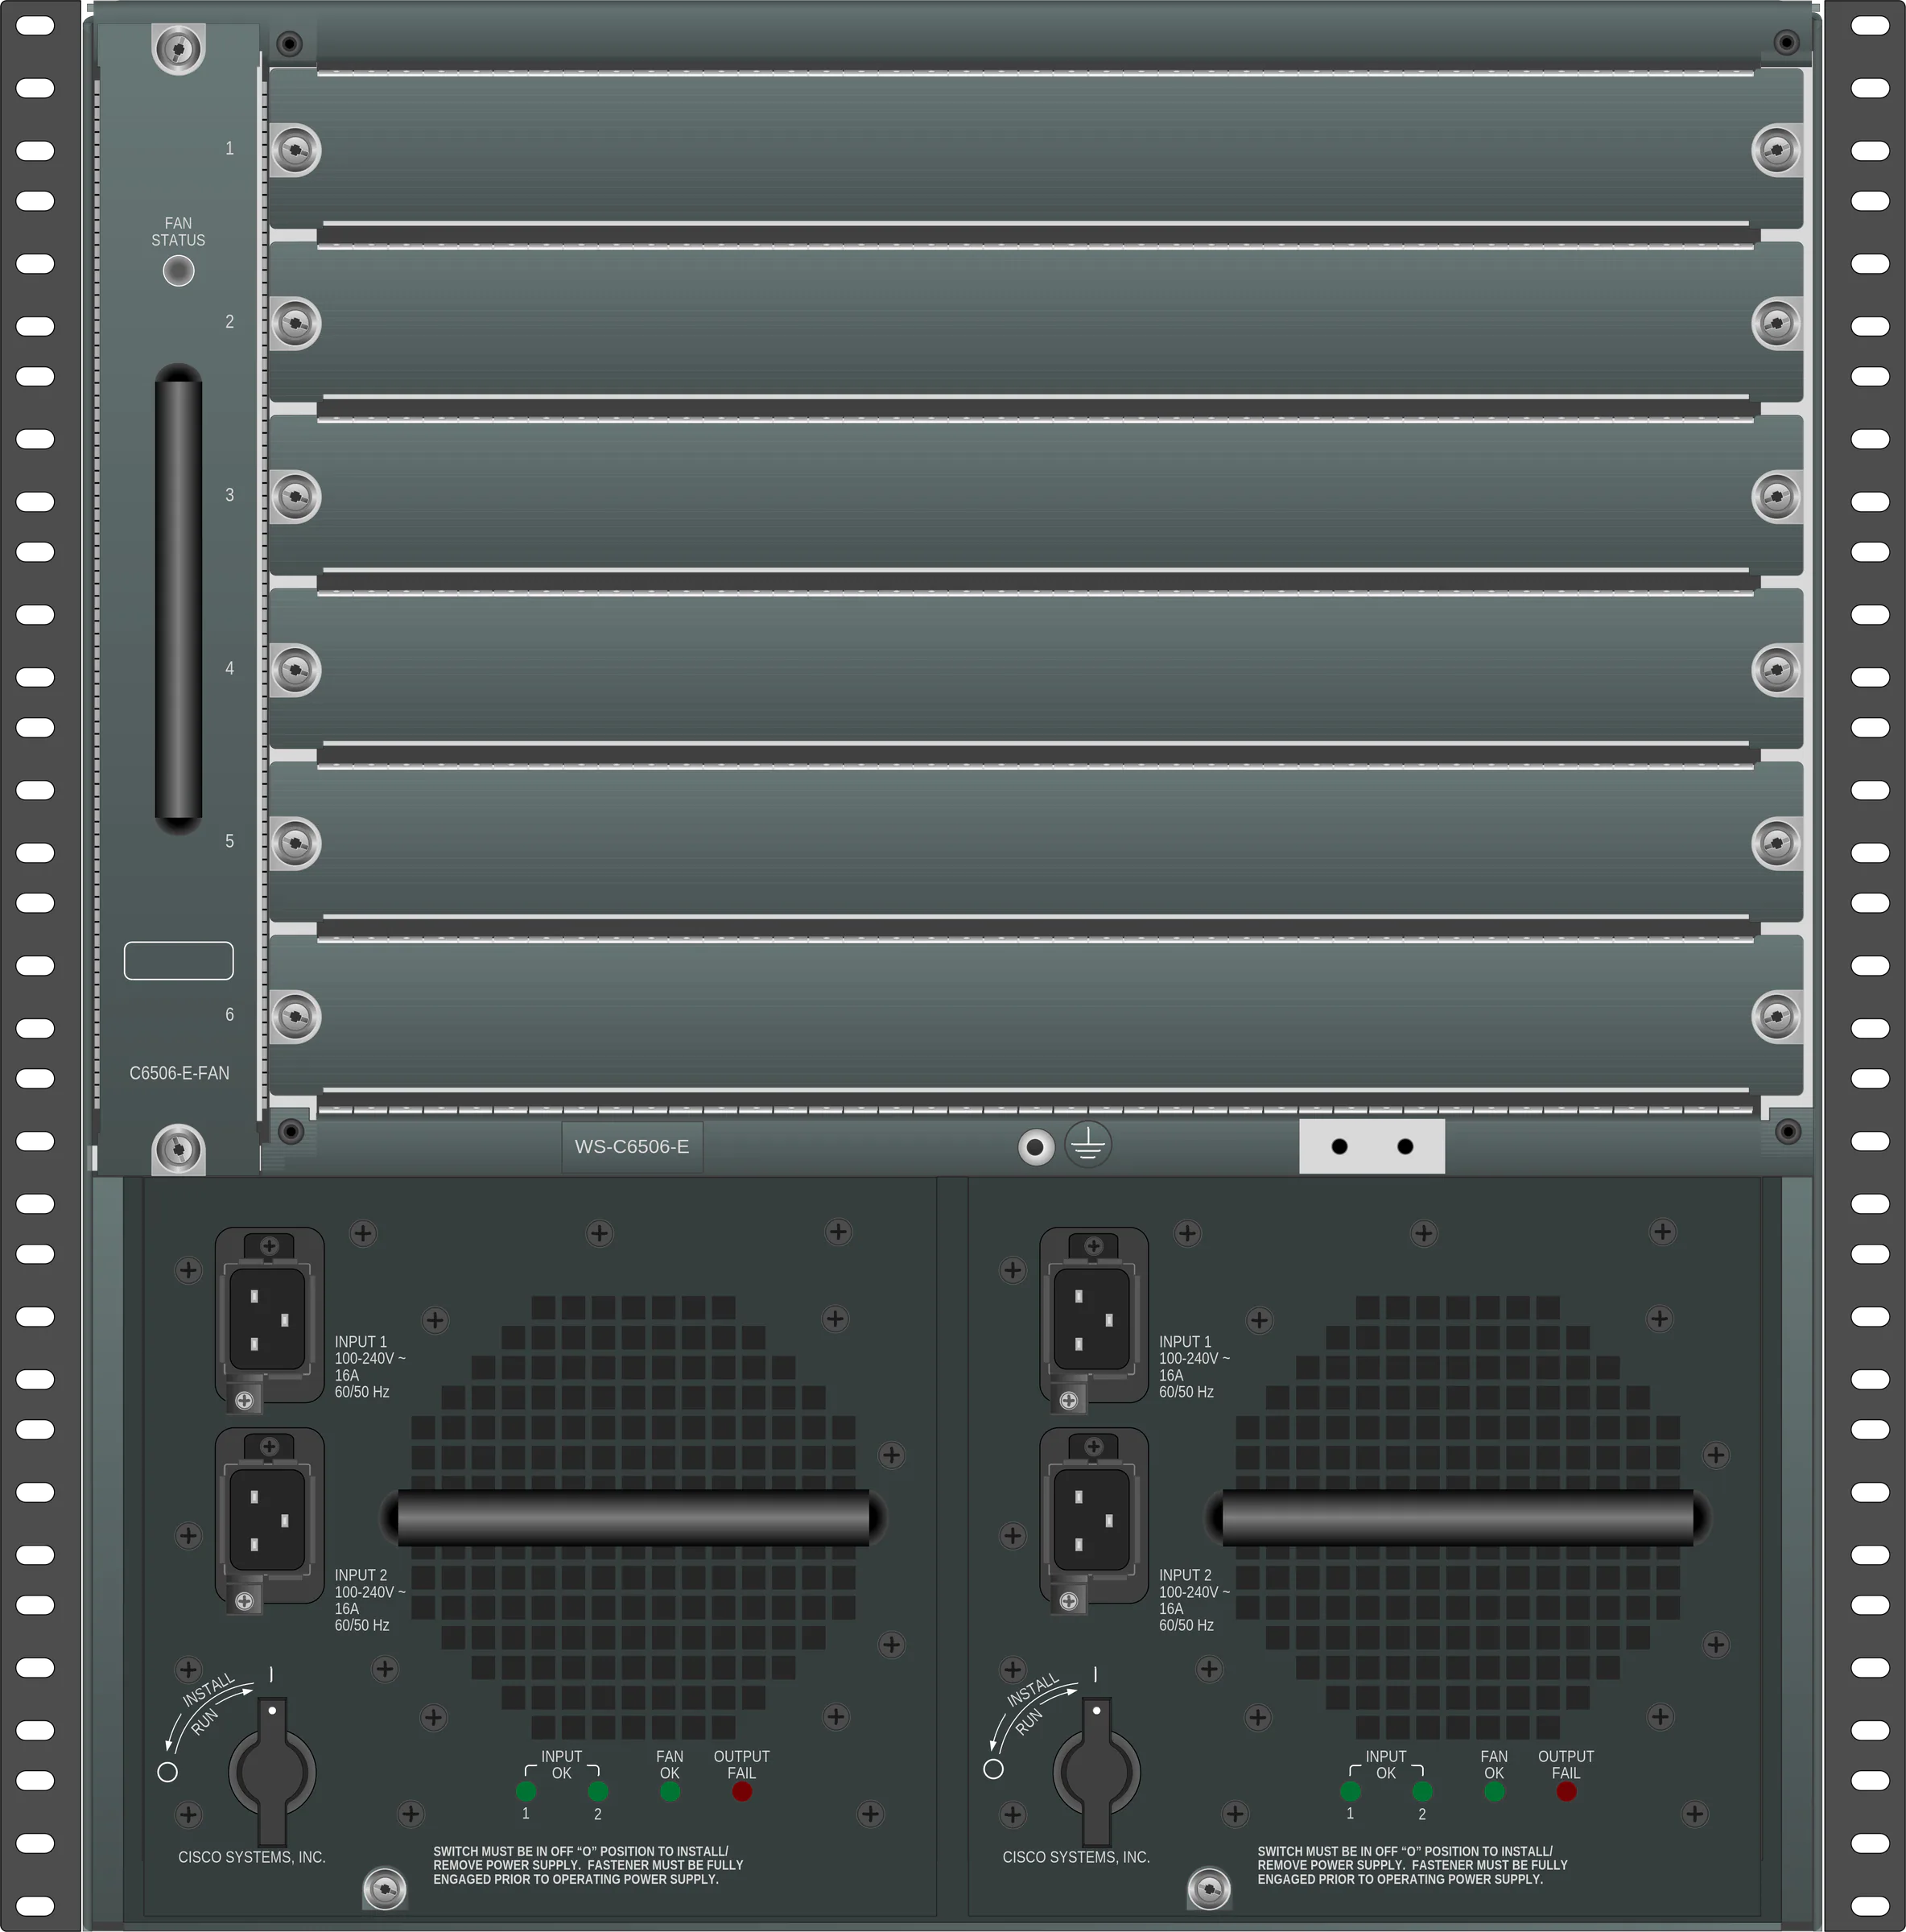 1
FAN
STATUS
2
3
4
5
6
C6506-E-FAN
WS-C6506-E
INPUT 1
100-240V ~
16A
60/50 Hz
INPUT 2
100-240V ~
16A
60/50 Hz
INSTALL
RUN
I
INPUT
OK
1
2
FAN
OK
OUTPUT
FAIL
CISCO SYSTEMS, INC.
SWITCH MUST BE IN OFF “O” POSITION TO INSTALL/
REMOVE POWER SUPPLY. FASTENER MUST BE FULLY
ENGAGED PRIOR TO OPERATING POWER SUPPLY.
INPUT 1
100-240V ~
16A
60/50 Hz
INPUT 2
100-240V ~
16A
60/50 Hz
INSTALL
RUN
I
INPUT
OK
1
2
FAN
OK
OUTPUT
FAIL
CISCO SYSTEMS, INC.
SWITCH MUST BE IN OFF “O” POSITION TO INSTALL/
REMOVE POWER SUPPLY. FASTENER MUST BE FULLY
ENGAGED PRIOR TO OPERATING POWER SUPPLY.